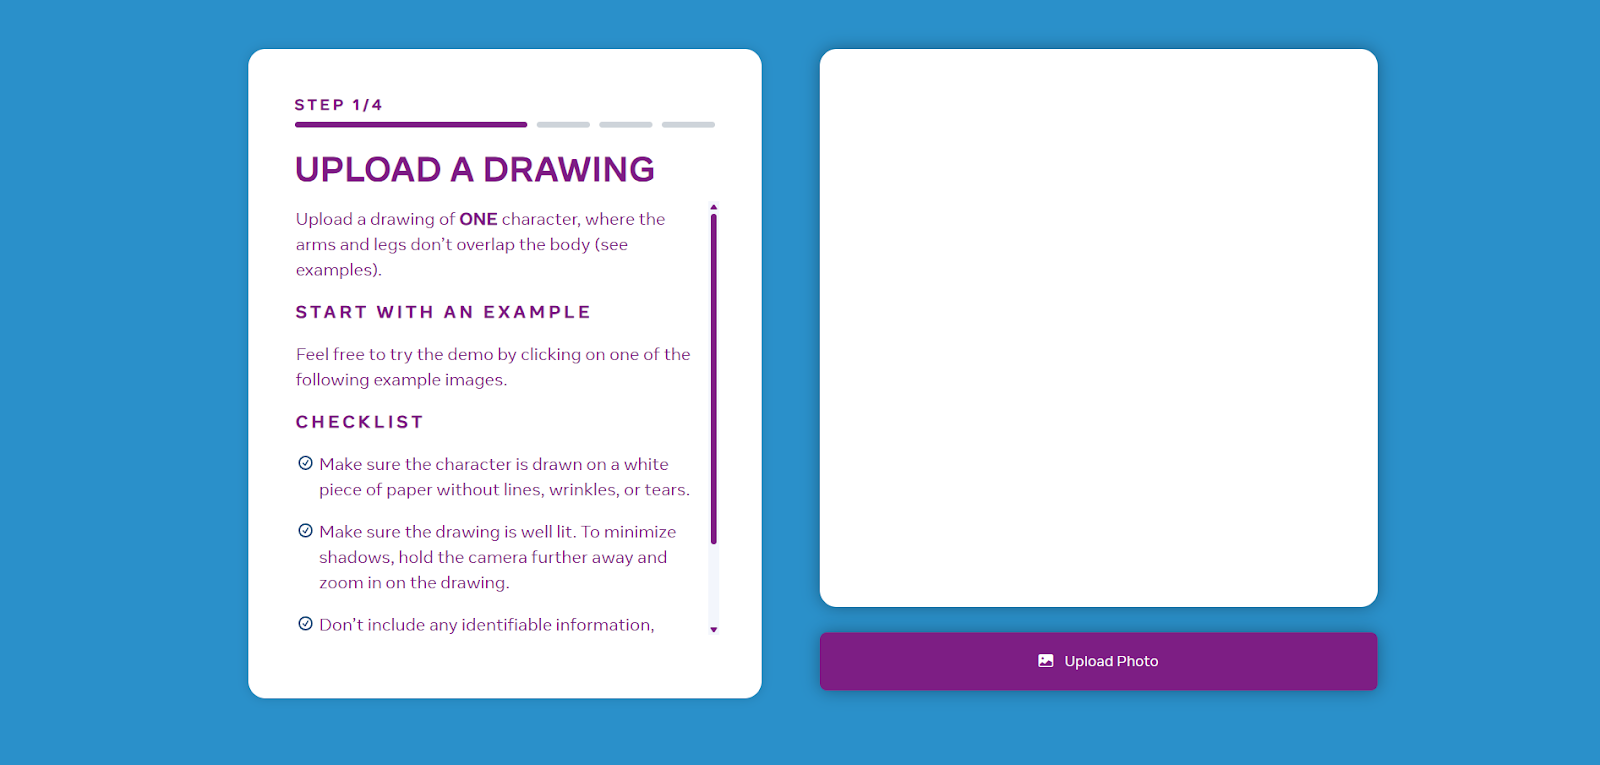 STEP 1/4
UPLOAD A DRAWING
Upload a drawing of ONE character, where the
arms and legs don’t overlap the body (see
examples).
START WITH AN EXAMPLE
Feel free to try the demo by clicking on one of the
following example images.
CHECKLIST
Make sure the character is drawn on a white
piece of paper without lines, wrinkles, or tears.
Make sure the drawing is well lit. To minimize
shadows, hold the camera further away and
zoom in on the drawing.
Don’t include any identifiable information,
Upload Photo